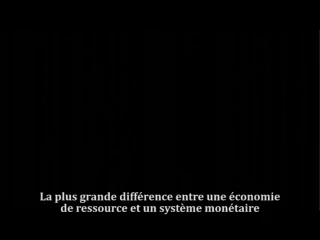 La plus grande différence entre une économie
de ressource et un système monétaire